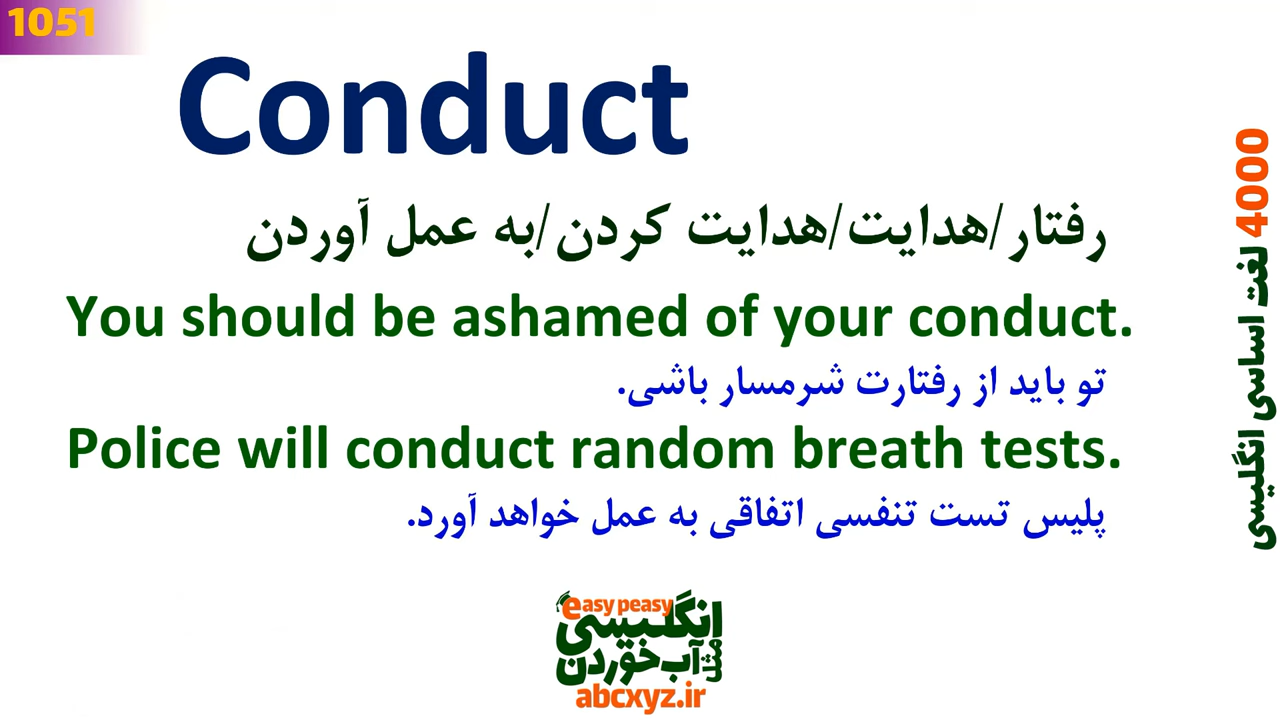 1051
Conduct
رفتار/هدایت/هدایت کردن/به عمل آوردن
You should be ashamed of your conduct.
تو باید از رفتارت شرمسار باشی.
Police will conduct random breath tests.
پلیس تست تنفسی اتفاقی به عمل خواهد آورد.
4000 لغت اساسی انگلیسی
easy peasy
انگلیسی
مثل آب خوردن
abcxyz.ir